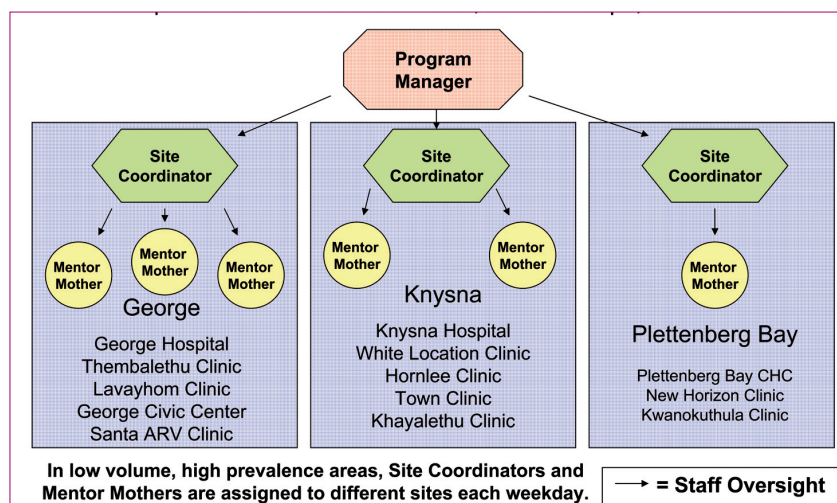 Program
Manager
Site
Coordinator
Mentor
Mother
Mentor
Mother
Mentor
Mother
George
George Hospital
Thembalethu Clinic
Lavayhom Clinic
George Civic Center
Santa ARV Clinic
Site
Coordinator
Mentor
Mother
Mentor
Mother
Knysna
Knysna Hospital
White Location Clinic
Hornlee Clinic
Town Clinic
Khayalethu Clinic
Site
Coordinator
Mentor
Mother
Plettenberg Bay
Plettenberg Bay CHC
New Horizon Clinic
Kwanokuthula Clinic
In low volume, high prevalence areas, Site Coordinators and
Mentor Mothers are assigned to different sites each weekday.
= Staff Oversight